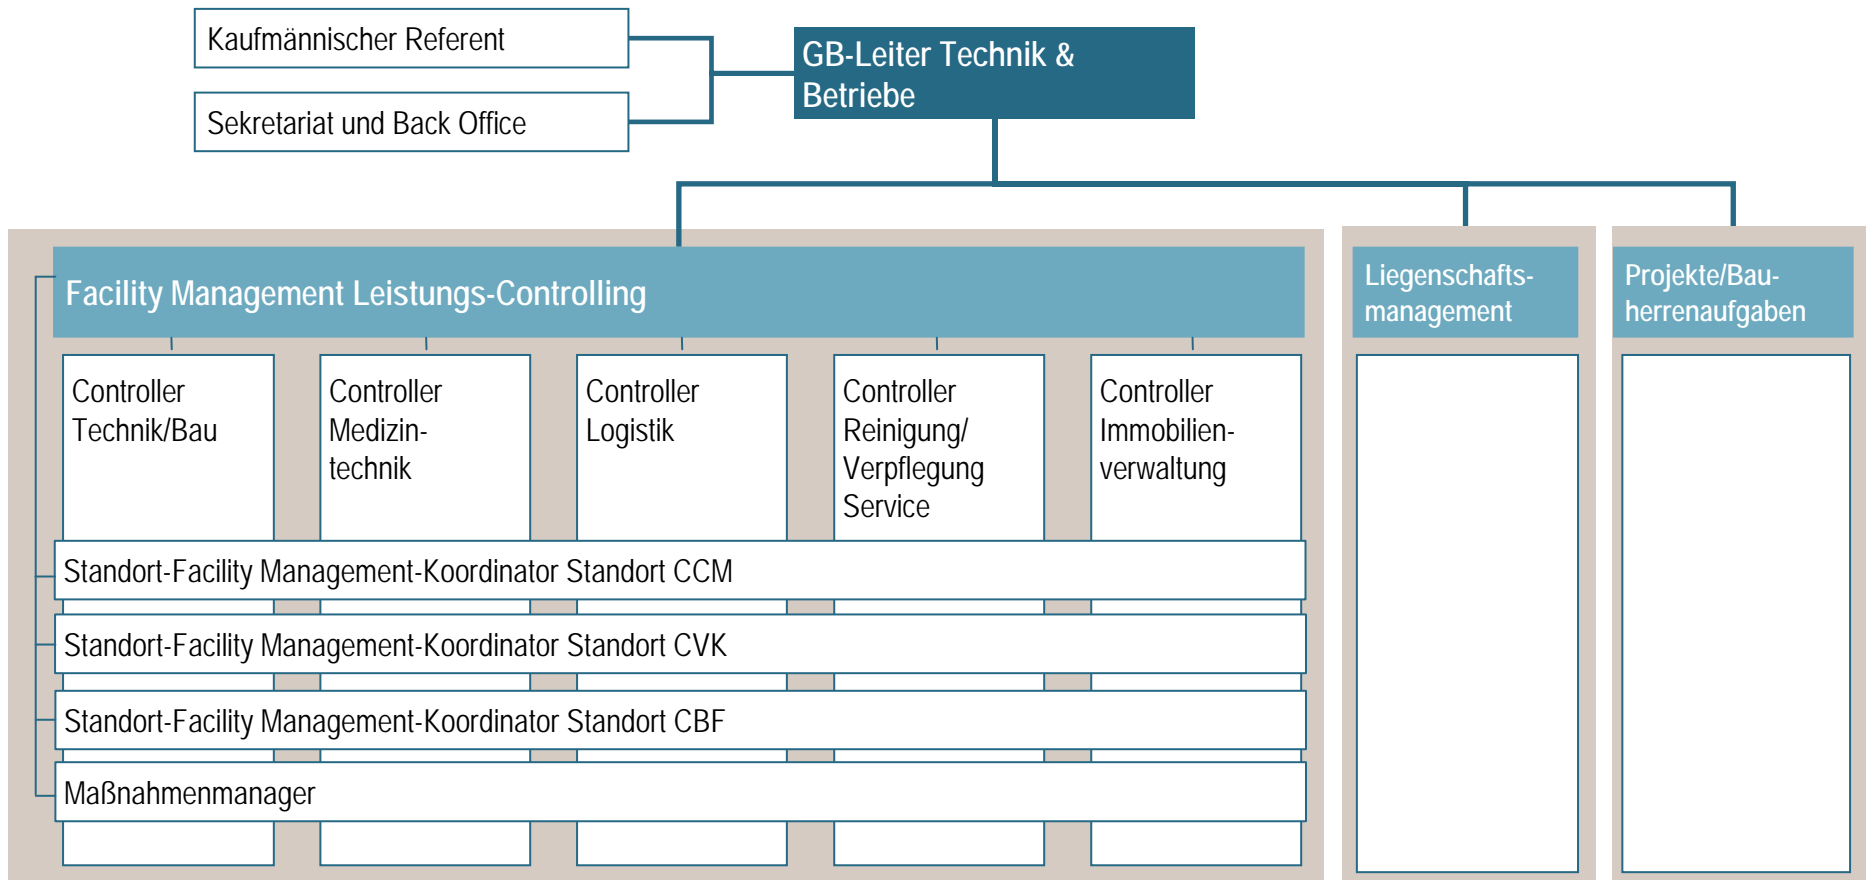 Kaufmännischer Referent
Sekretariat und Back Office
GB-Leiter Technik &
Betriebe
Facility Management Leistungs-Controlling
Liegenschafts-
management
Projekte/Bau-
herrenaufgaben
Controller
Technik/Bau
Controller
Medizin-
technik
Controller
Logistik
Controller
Reinigung/
Verpflegung
Service
Controller
Immobilien-
verwaltung
Standort-Facility Management-Koordinator Standort CCM
Standort-Facility Management-Koordinator Standort CVK
Standort-Facility Management-Koordinator Standort CBF
Maßnahmenmanager